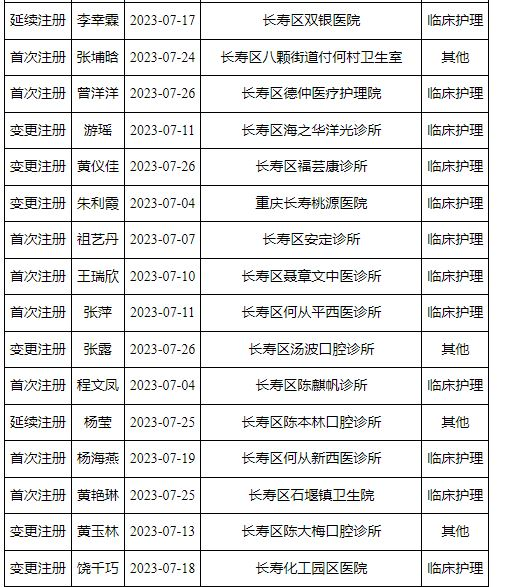 延续注册 李幸霖 2023-07-17 长寿区双银医院 临床护理
首次注册 张埔晗 2023-07-24 长寿区八颗街道付何村卫生室 其他
首次注册 曾洋洋 2023-07-26 长寿区德仲医疗护理院 临床护理
变更注册 游瑶 2023-07-11 长寿区海之华洋光诊所 临床护理
变更注册 黄仪佳 2023-07-26 长寿区福芸康诊所 临床护理
变更注册 朱利霞 2023-07-04 重庆长寿桃源医院 临床护理
首次注册 祖艺丹 2023-07-07 长寿区安定诊所 临床护理
首次注册 王瑞欣 2023-07-10 长寿区聂章文中医诊所 临床护理
首次注册 张萍 2023-07-11 长寿区何从平西医诊所 临床护理
变更注册 张露 2023-07-26 长寿区汤波口腔诊所 其他
首次注册 程文凤 2023-07-04 长寿区陈麒帆诊所 临床护理
延续注册 杨莹 2023-07-25 长寿区陈本林口腔诊所 其他
首次注册 杨海燕 2023-07-19 长寿区何从新西医诊所 临床护理
首次注册 黄艳琳 2023-07-25 长寿区石堰镇卫生院 临床护理
变更注册 黄玉林 2023-07-13 长寿区陈大梅口腔诊所 其他
变更注册 饶千巧 2023-07-18 长寿化工园区医院 临床护理